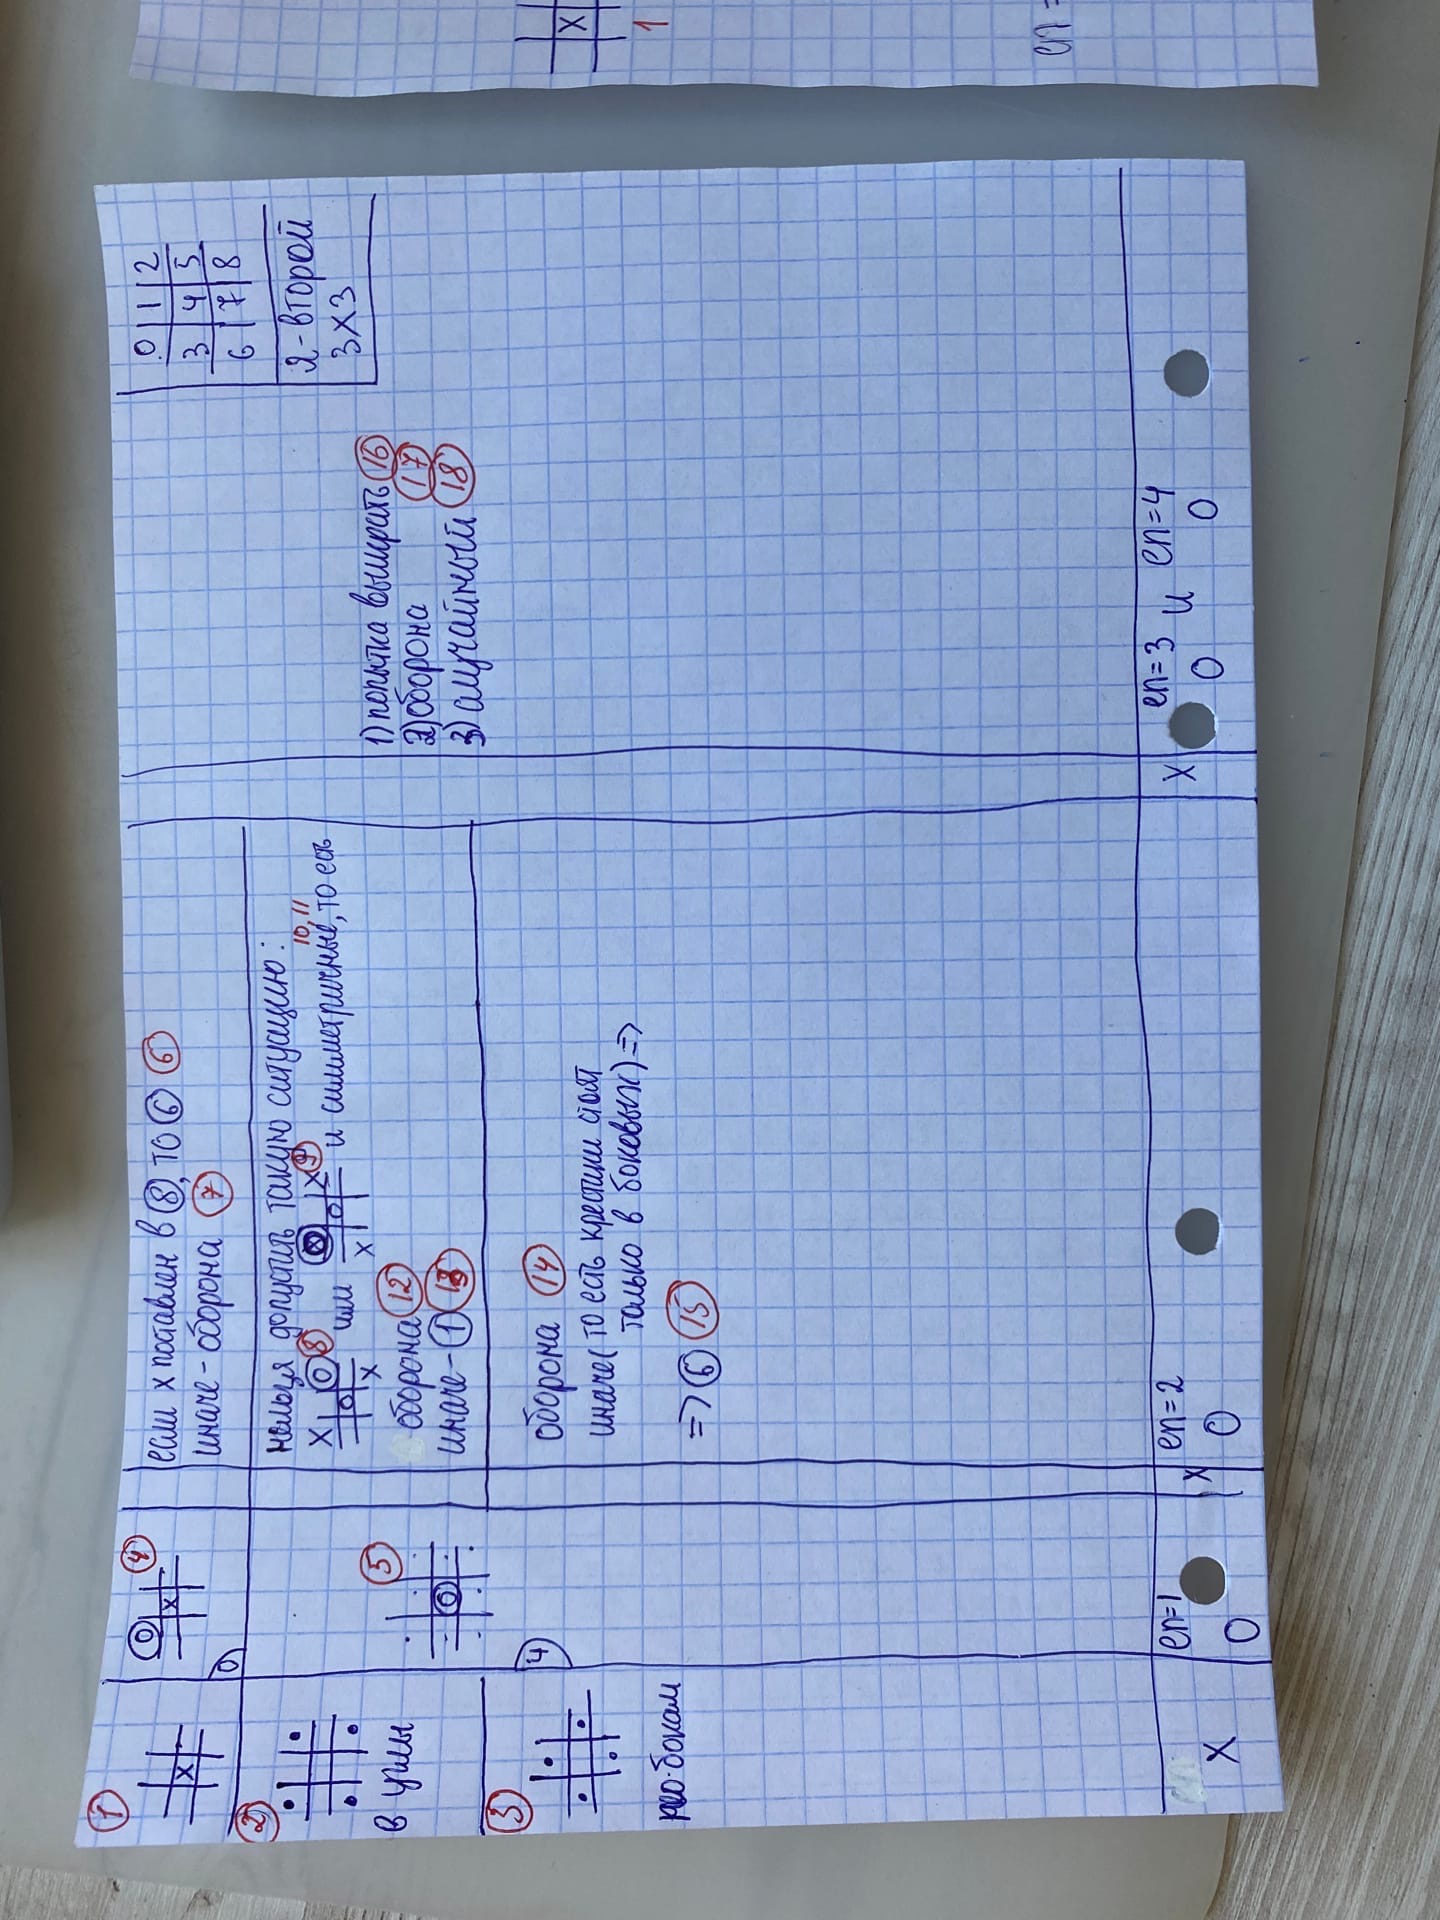 1
X
2
в углы
3
по бокам
X
4
O
X
0
5
O
4
en=1
O
X
если X поставлен в 8, то 6 6
иначе - оборона 7
нельзя допустить такую ситуацию:
X O 8 или X 9 и симметричные, то есть 10, 11
O O
X X
оборона 12
иначе - 1 13
оборона 14
иначе (то есть крестики стоят
только в боковых) =>
=> 6 15
en=2
O
X
1) попытка выиграть 16
2) оборона 17
3) случайный 18
en=3 и en=4
O O
0 1 2
3 4 5
6 7 8
Я - второй
3X3
X
1
en=